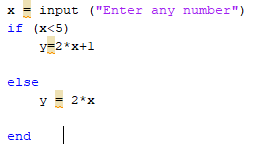 x = input ("Enter any number")
if (x<5)
y=2*x+1
else
y = 2*x
end